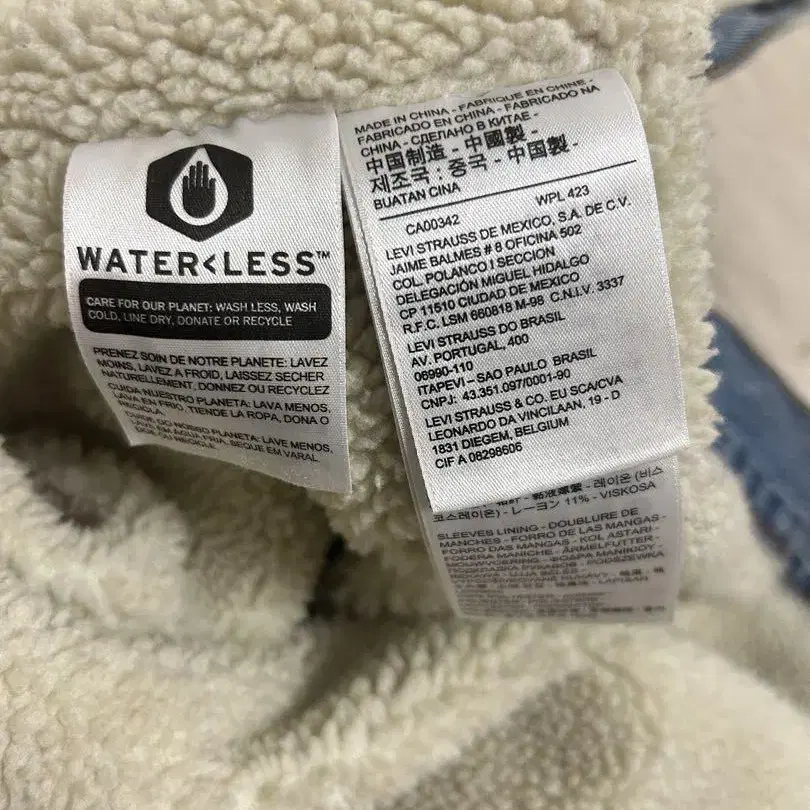 WATER<LESS™
CARE FOR OUR PLANET: WASH LESS, WASH
COLD, LINE DRY, DONATE OR RECYCLE
PRENEZ SOIN DE NOTRE PLANETE: LAVEZ
MOINS, LAVEZ A FROID, LAISSEZ SECHER
NATURELLEMENT, DONNEZ OU RECYCLEZ
CUIDA NUESTRO PLANETA: LAVA MENOS,
LAVA EN FRIO, TIENDE LA ROPA, DONA O
RECICLA.
CUIDE DO NOSSO PLANETA: LAVE MENOS,
LAVE EM AGUA FRIA, SEQUE EM VARAL
DOE OU RECICLE
MADE IN CHINA - FABRIQUE EN CHINE -
FABRICADO EN CHINA - FABRICADO NA
CHINA - СДЕЛАНО В КИТАЕ -
中国制造 - 中國製 -
제조국 : 중국 - 中国製 -
BUATAN CINA
CA00342 WPL 423
LEVI STRAUSS DE MEXICO, S.A. DE C.V.
JAIME BALMES # 8 OFICINA 502
COL. POLANCO I SECCION
DELEGACIÓN MIGUEL HIDALGO
CP 11510 CIUDAD DE MEXICO
R.F.C. LSM 660818 M-98 C.N.I.V. 3337
LEVI STRAUSS DO BRASIL
AV. PORTUGAL, 400
06990-110
ITAPEVI – SAO PAULO BRASIL
CNPJ: 43.351.097/0001-90
LEVI STRAUSS & CO. EU SCA/CVA
LEONARDO DA VINCILAAN, 19 - D
1831 DIEGEM, BELGIUM
CIF A 08298606
레이온 (비스
코스레이온) - レーヨン 11% - VISKOSA
SLEEVES LINING - DOUBLURE DE
MANCHES - FORRO DE LAS MANGAS -
FORRO DAS MANGAS - KOL ASTARI -
FODERA MANICHE - ÄRMELFUTTER -